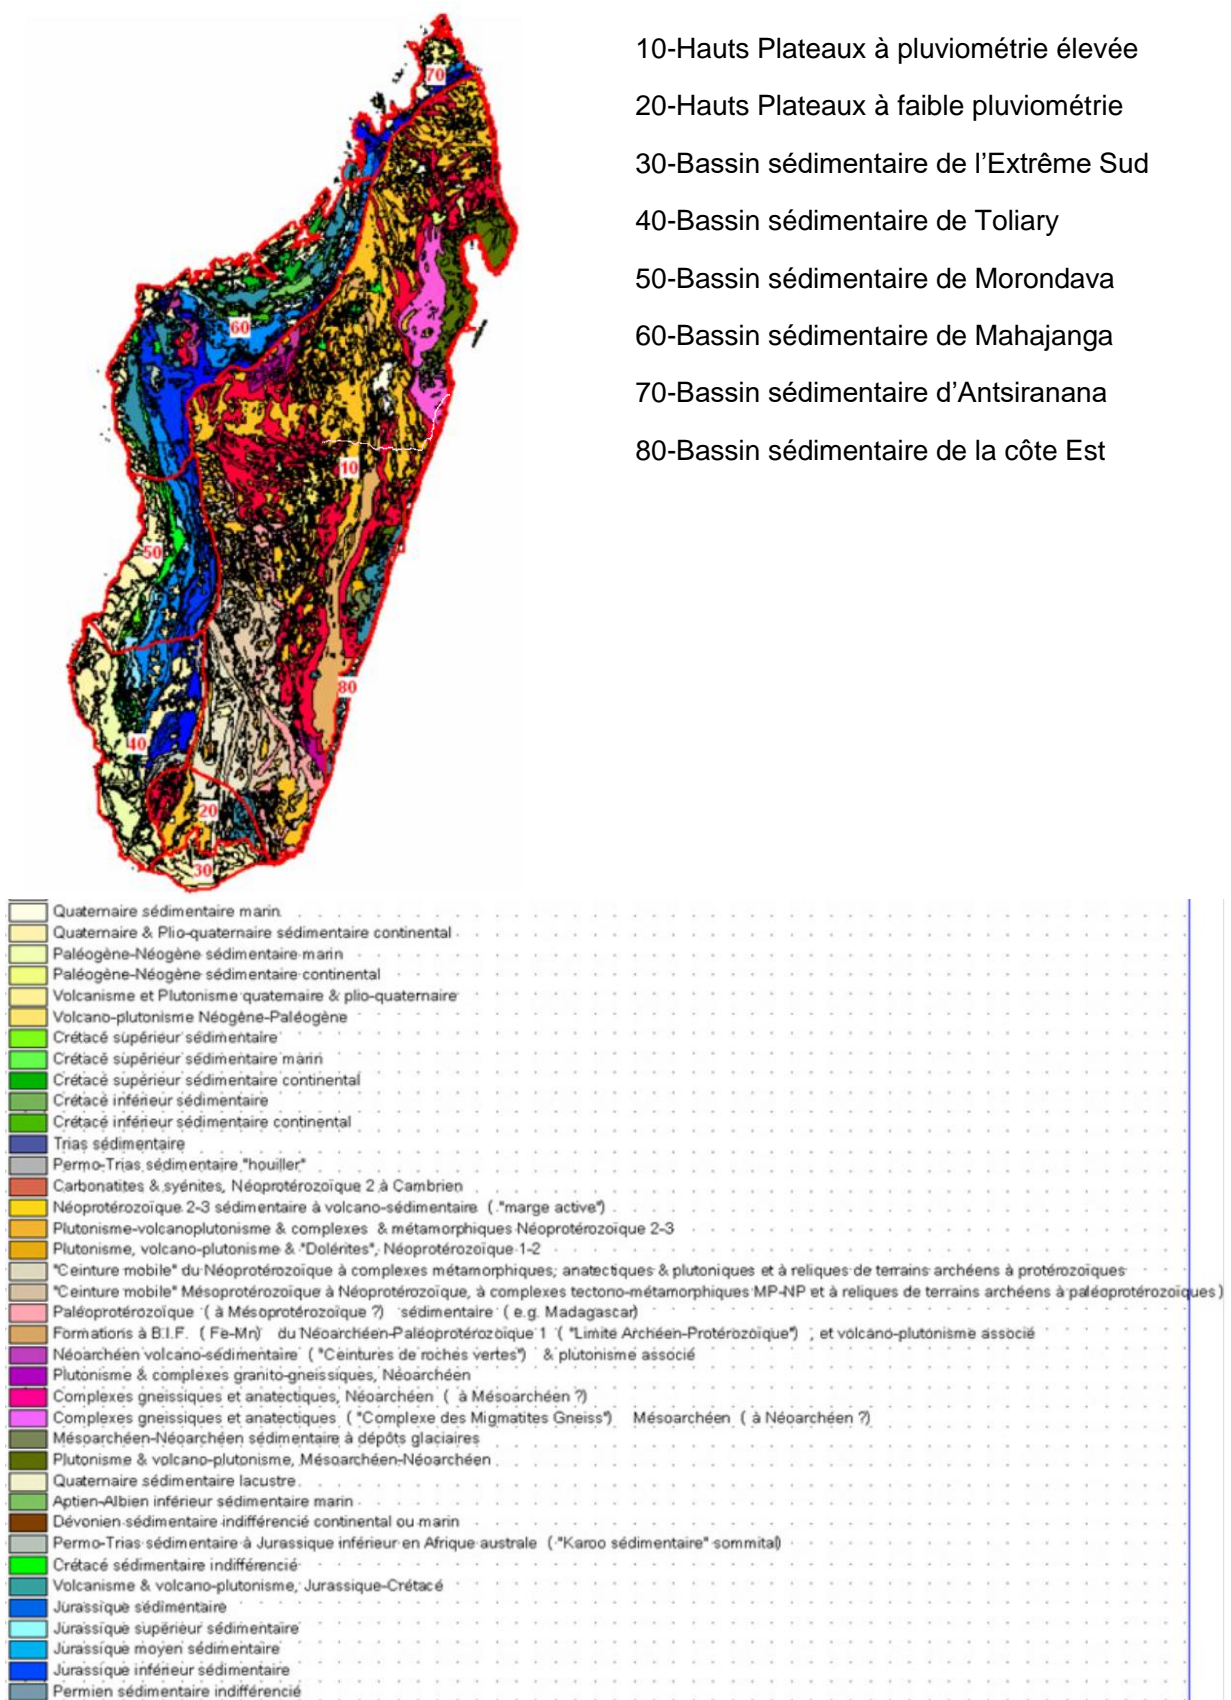 10-Hauts Plateaux à pluviométrie élevée
20-Hauts Plateaux à faible pluviométrie
30-Bassin sédimentaire de l'Extrême Sud
40-Bassin sédimentaire de Toliary
50-Bassin sédimentaire de Morondava
60-Bassin sédimentaire de Mahajanga
70-Bassin sédimentaire d'Antsiranana
80-Bassin sédimentaire de la côte Est
70
60
10
50
80
40
20
30
Quaternaire sédimentaire marin
Quaternaire & Plio-quaternaire sédimentaire continental
Paléogène-Néogène sédimentaire marin
Paléogène-Néogène sédimentaire continental
Volcanisme et Plutonisme quaternaire & plio-quaternaire
Volcano-plutonisme Néogène-Paléogène
Crétacé supérieur sédimentaire
Crétacé supérieur sédimentaire marin
Crétacé supérieur sédimentaire continental
Crétacé inférieur sédimentaire
Crétacé inférieur sédimentaire continental
Trias sédimentaire
Permo-Trias sédimentaire "houiller"
Carbonatites & syénites, Néoprotérozoïque 2 à Cambrien
Néoprotérozoïque 2-3 sédimentaire à volcano-sédimentaire ( "marge active")
Plutonisme-volcanoplutonisme & complexes & métamorphiques Néoprotérozoïque 2-3
Plutonisme, volcano-plutonisme & "Dolérites", Néoprotérozoïque 1-2
"Ceinture mobile" du Néoprotérozoïque à complexes métamorphiques, anatectiques & plutoniques et à reliques de terrains archéens à protérozoïques
"Ceinture mobile" Mésoprotérozoïque à Néoprotérozoïque, à complexes tectono-métamorphiques MP-NP et à reliques de terrains archéens à paléoprotérozoïques)
Paléoprotérozoïque ( à Mésoprotérozoïque ?) sédimentaire ( e.g. Madagascar)
Formations à B.I.F. ( Fe-Mn) du Néoarchéen-Paléoprotérozoïque 1 ( "Limite Archéen-Protérozoïque") , et volcano-plutonisme associé
Néoarchéen volcano-sédimentaire ( "Ceintures de roches vertes") & plutonisme associé
Plutonisme & complexes granito-gneissiques, Néoarchéen
Complexes gneissiques et anatectiques, Néoarchéen ( à Mésoarchéen ?)
Complexes gneissiques et anatectiques ( "Complexe des Migmatites Gneiss") Mésoarchéen ( à Néoarchéen ?)
Mésoarchéen-Néoarchéen sédimentaire à dépôts glaciaires
Plutonisme & volcano-plutonisme, Mésoarchéen-Néoarchéen
Quaternaire sédimentaire lacustre
Aptien-Albien inférieur sédimentaire marin
Dévonien sédimentaire indifférencié continental ou marin
Permo-Trias sédimentaire à Jurassique inférieur en Afrique australe ( "Karoo sédimentaire" sommital)
Crétacé sédimentaire indifférencié
Volcanisme & volcano-plutonisme, Jurassique-Crétacé
Jurassique sédimentaire
Jurassique supérieur sédimentaire
Jurassique moyen sédimentaire
Jurassique inférieur sédimentaire
Permien sédimentaire indifférencié